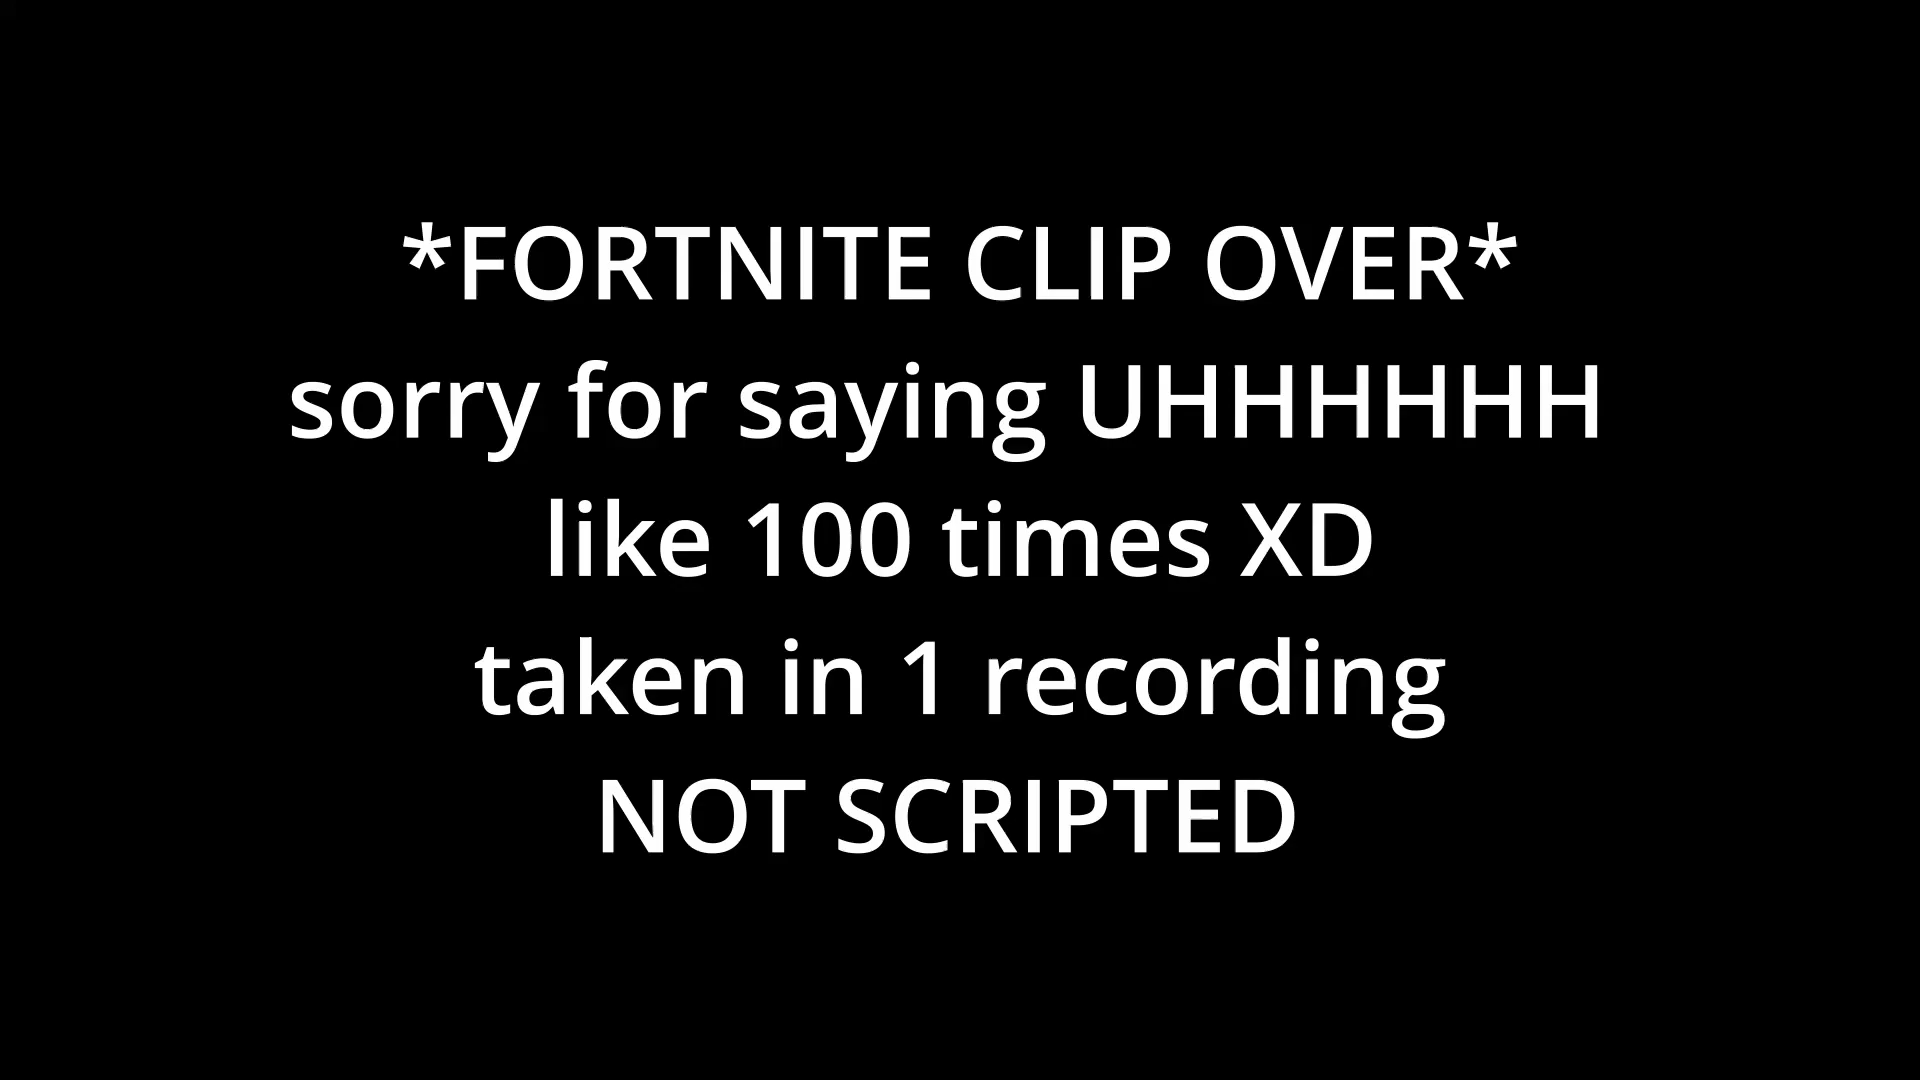 *FORTNITE CLIP OVER*
sorry for saying UHHHHHH
like 100 times XD
taken in 1 recording
NOT SCRIPTED